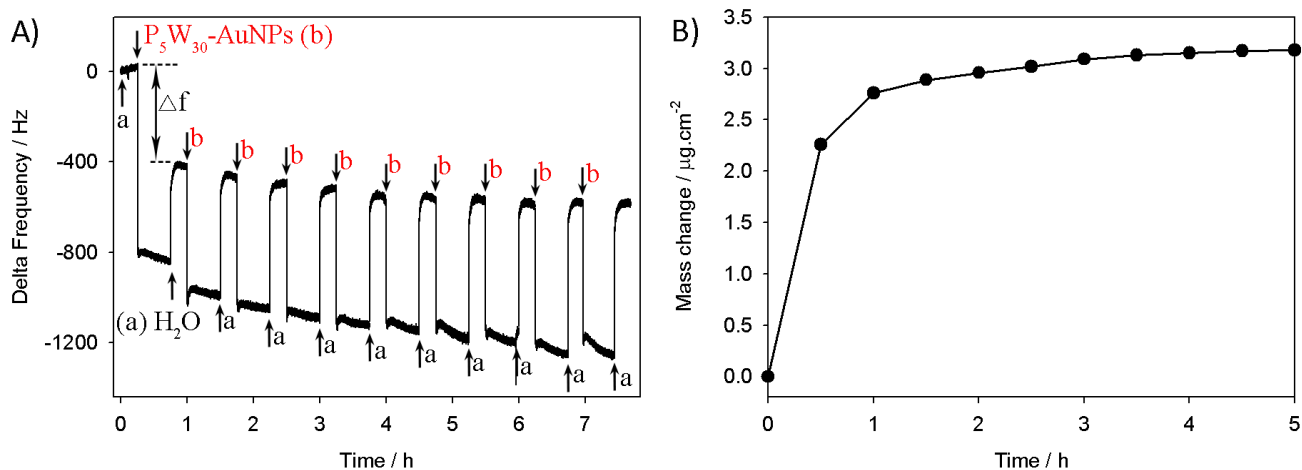 A)
P₅W₃₀-AuNPs (b)
0
-400
-800
-1200
Delta Frequency / Hz
a
△f
b
b
b
b
b
b
b
b
b
(a) H₂O
a
a
a
a
a
a
a
a
a
0 1 2 3 4 5 6 7
Time / h
B)
3.5
3.0
2.5
2.0
1.5
1.0
0.5
0.0
Mass change / μg.cm⁻²
0 1 2 3 4 5
Time / h